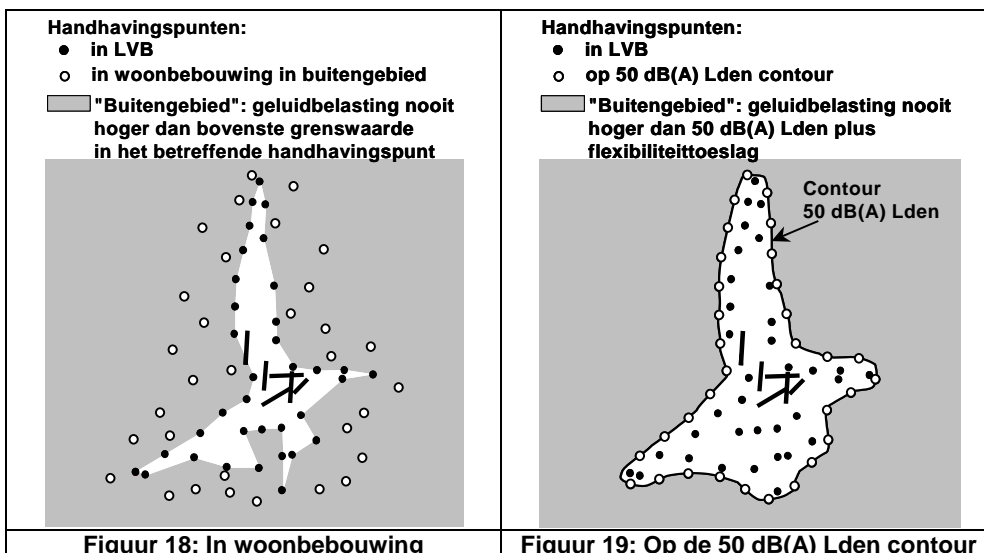 Handhavingspunten:
in LVB
in woonbebouwing in buitengebied
"Buitengebied": geluidbelasting nooit
hoger dan bovenste grenswaarde
in het betreffende handhavingspunt
Figuur 18: In woonbebouwing
Handhavingspunten:
in LVB
op 50 dB(A) Lden contour
"Buitengebied": geluidbelasting nooit
hoger dan 50 dB(A) Lden plus
flexibiliteittoeslag
Contour
50 dB(A) Lden
Figuur 19: Op de 50 dB(A) Lden contour